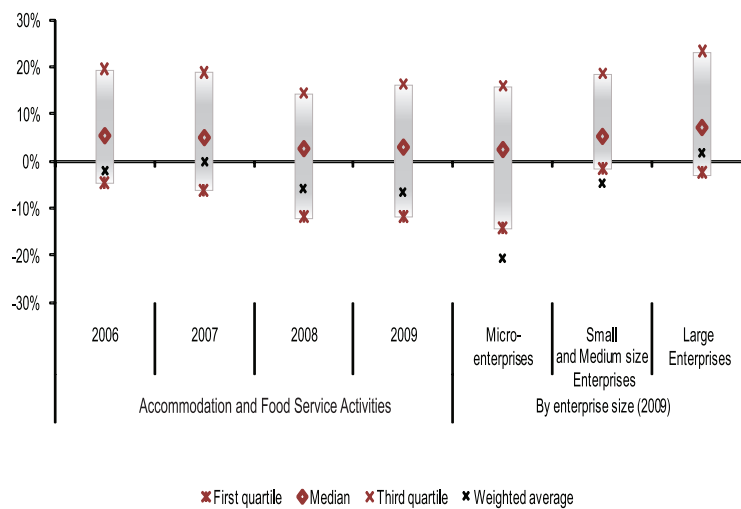 30%
20%
10%
0%
-10%
-20%
-30%
2006
2007
2008
2009
Micro-
enterprises
Small
and Medium size
Enterprises
Large
Enterprises
Accommodation and Food Service Activities
By enterprise size (2009)
First quartile
Median
Third quartile
Weighted average